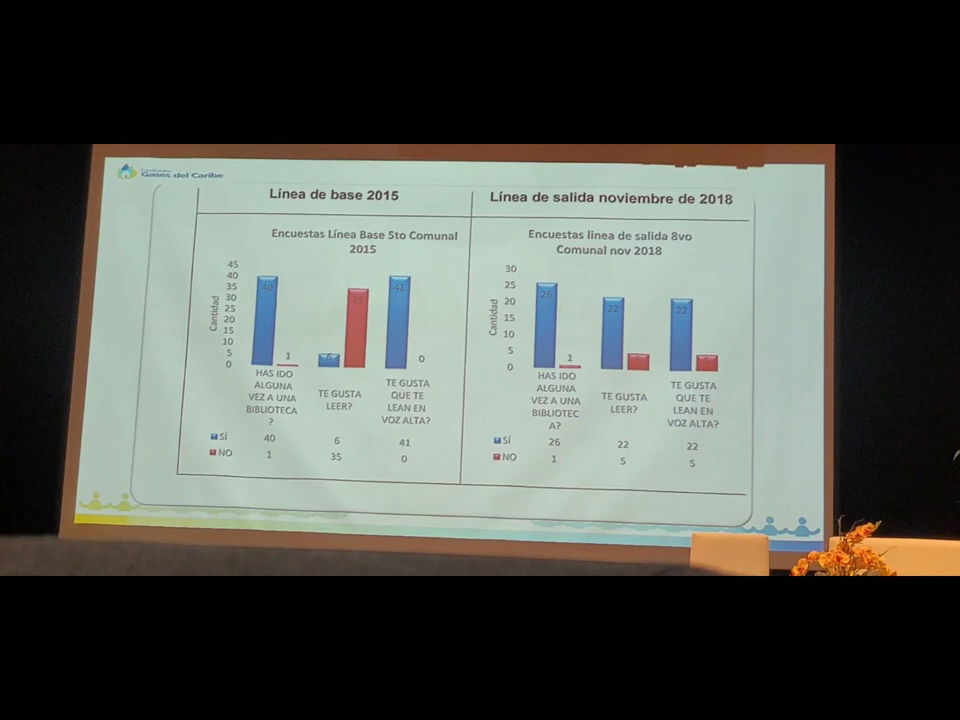 Fundación
Gases del Caribe
Línea de base 2015
Línea de salida noviembre de 2018
Encuestas Línea Base 5to Comunal
2015
45
40
35
30
25
20
15
10
5
0
Cantidad
40
1
6
35
41
0
HAS IDO
ALGUNA
VEZ A UNA
BIBLIOTECA
?
TE GUSTA
LEER?
TE GUSTA
QUE TE
LEAN EN
VOZ ALTA?
SÍ 40 6 41
NO 1 35 0
Encuestas linea de salida 8vo
Comunal nov 2018
30
25
20
15
10
5
0
Cantidad
26
1
22
5
22
5
HAS IDO
ALGUNA
VEZ A UNA
BIBLIOTEC
A?
TE GUSTA
LEER?
TE GUSTA
QUE TE
LEAN EN
VOZ ALTA?
SÍ 26 22 22
NO 1 5 5